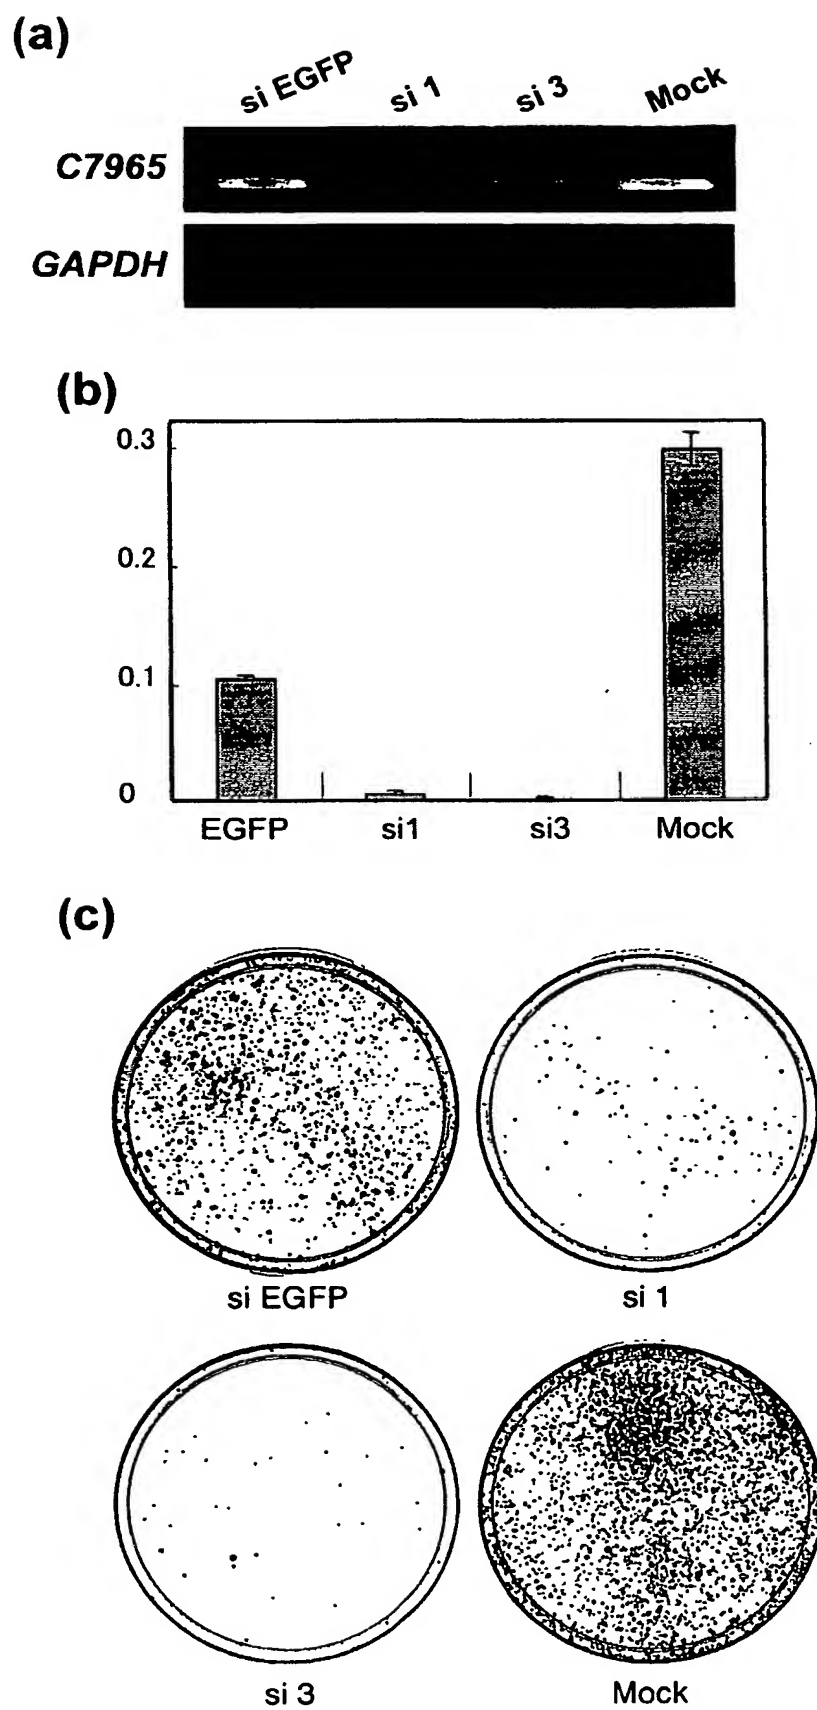 (a)
si EGFP si 1 si 3 Mock
C7965
GAPDH
(b)
0.3
0.2
0.1
0
EGFP si1 si3 Mock
(c)
si EGFP si 1
si 3 Mock